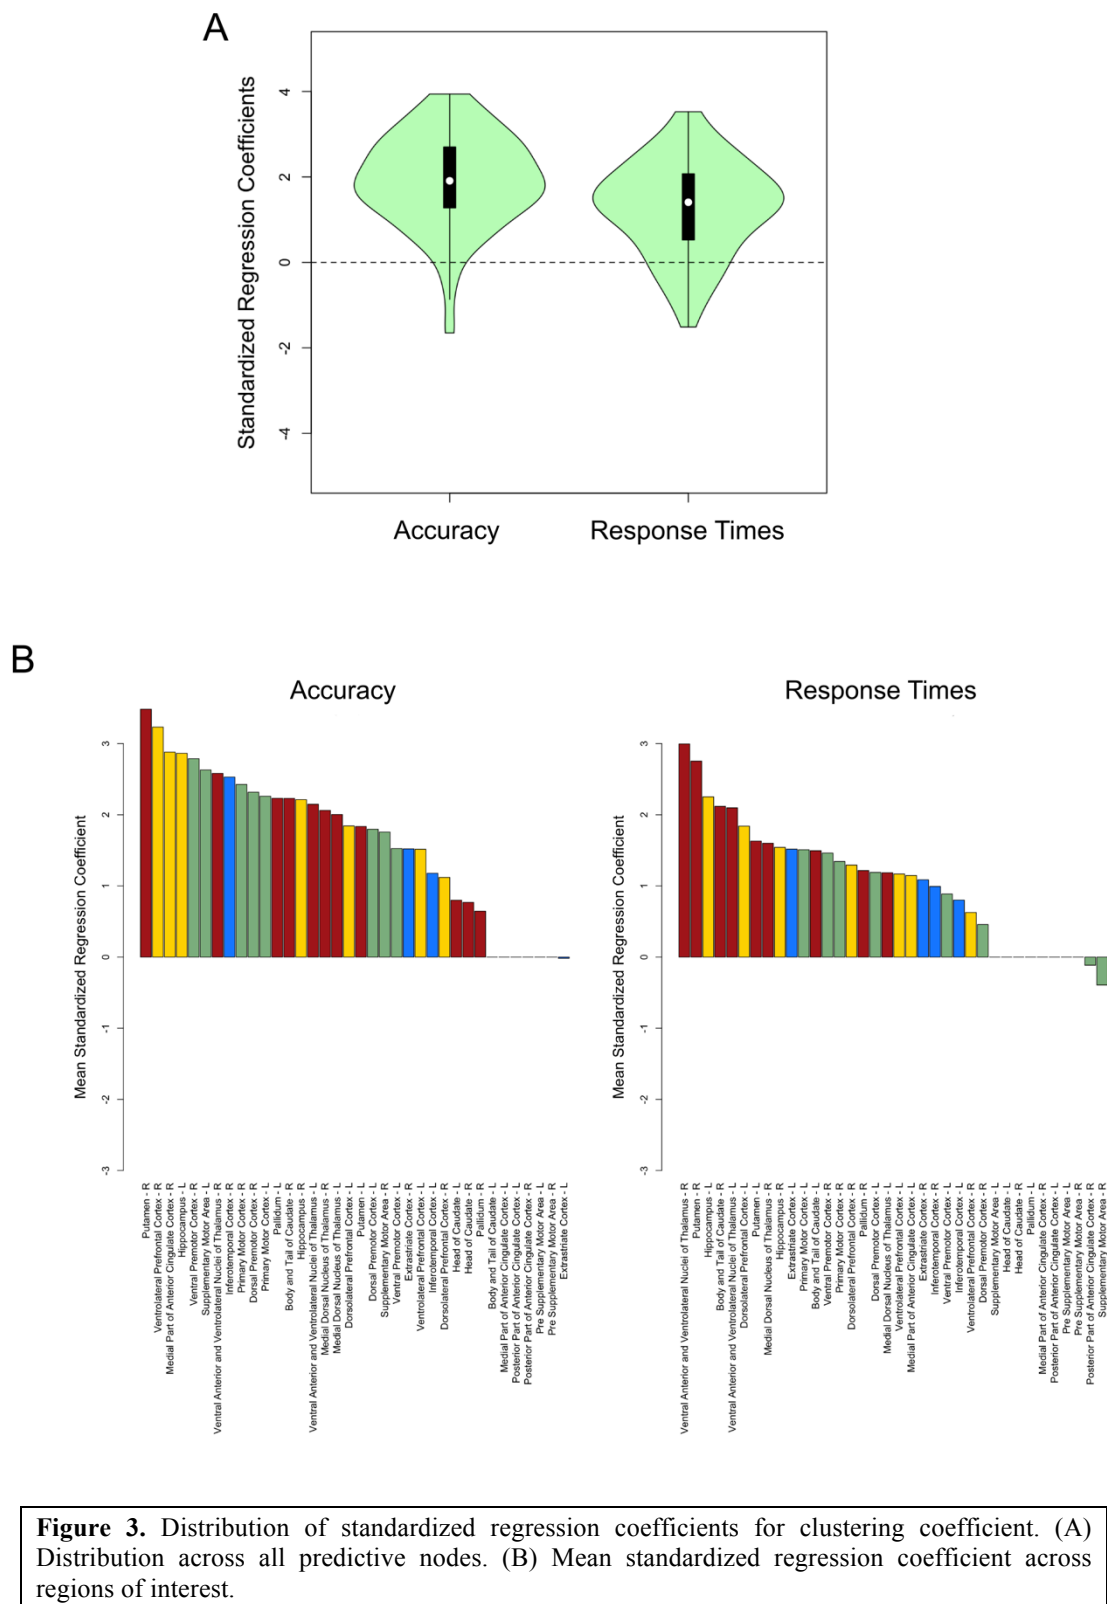 A
Standardized Regression Coefficients
4
2
0
-2
-4
Accuracy
Response Times
B
Accuracy
Mean Standardized Regression Coefficient
3
2
1
0
-1
-2
-3
Putamen - R
Ventrolateral Prefrontal Cortex - R
Medial Part of Anterior Cingulate Cortex - R
Hippocampus - L
Ventral Premotor Cortex - R
Supplementary Motor Area - L
Ventral Anterior and Ventrolateral Nuclei of Thalamus - R
Inferotemporal Cortex - R
Primary Motor Cortex - R
Dorsal Premotor Cortex - R
Primary Motor Cortex - L
Pallidum - L
Body and Tail of Caudate - R
Hippocampus - R
Ventral Anterior and Ventrolateral Nuclei of Thalamus - L
Medial Dorsal Nucleus of Thalamus - R
Medial Dorsal Nucleus of Thalamus - L
Dorsolateral Prefrontal Cortex - L
Putamen - L
Dorsal Premotor Cortex - L
Supplementary Motor Area - R
Ventral Premotor Cortex - L
Extrastriate Cortex - R
Ventrolateral Prefrontal Cortex - L
Inferotemporal Cortex - L
Dorsolateral Prefrontal Cortex - R
Head of Caudate - L
Head of Caudate - R
Pallidum - R
Body and Tail of Caudate - L
Medial Part of Anterior Cingulate Cortex - L
Posterior Part of Anterior Cingulate Cortex - L
Posterior Part of Anterior Cingulate Cortex - R
Pre Supplementary Motor Area - L
Pre Supplementary Motor Area - R
Extrastriate Cortex - L
Response Times
Mean Standardized Regression Coefficient
3
2
1
0
-1
-2
-3
Ventral Anterior and Ventrolateral Nuclei of Thalamus - R
Putamen - R
Hippocampus - L
Body and Tail of Caudate - R
Ventral Anterior and Ventrolateral Nuclei of Thalamus - L
Dorsolateral Prefrontal Cortex - L
Putamen - L
Medial Dorsal Nucleus of Thalamus - R
Hippocampus - R
Extrastriate Cortex - L
Primary Motor Cortex - L
Body and Tail of Caudate - L
Ventral Premotor Cortex - R
Primary Motor Cortex - R
Dorsolateral Prefrontal Cortex - R
Pallidum - R
Dorsal Premotor Cortex - L
Medial Dorsal Nucleus of Thalamus - L
Ventrolateral Prefrontal Cortex - L
Medial Part of Anterior Cingulate Cortex - L
Extrastriate Cortex - R
Inferotemporal Cortex - R
Ventral Premotor Cortex - L
Inferotemporal Cortex - L
Ventrolateral Prefrontal Cortex - R
Dorsal Premotor Cortex - R
Supplementary Motor Area - L
Head of Caudate - L
Head of Caudate - R
Pallidum - L
Medial Part of Anterior Cingulate Cortex - R
Posterior Part of Anterior Cingulate Cortex - L
Pre Supplementary Motor Area - L
Pre Supplementary Motor Area - R
Posterior Part of Anterior Cingulate Cortex - R
Supplementary Motor Area - R
Figure 3. Distribution of standardized regression coefficients for clustering coefficient. (A)
Distribution across all predictive nodes. (B) Mean standardized regression coefficient across
regions of interest.